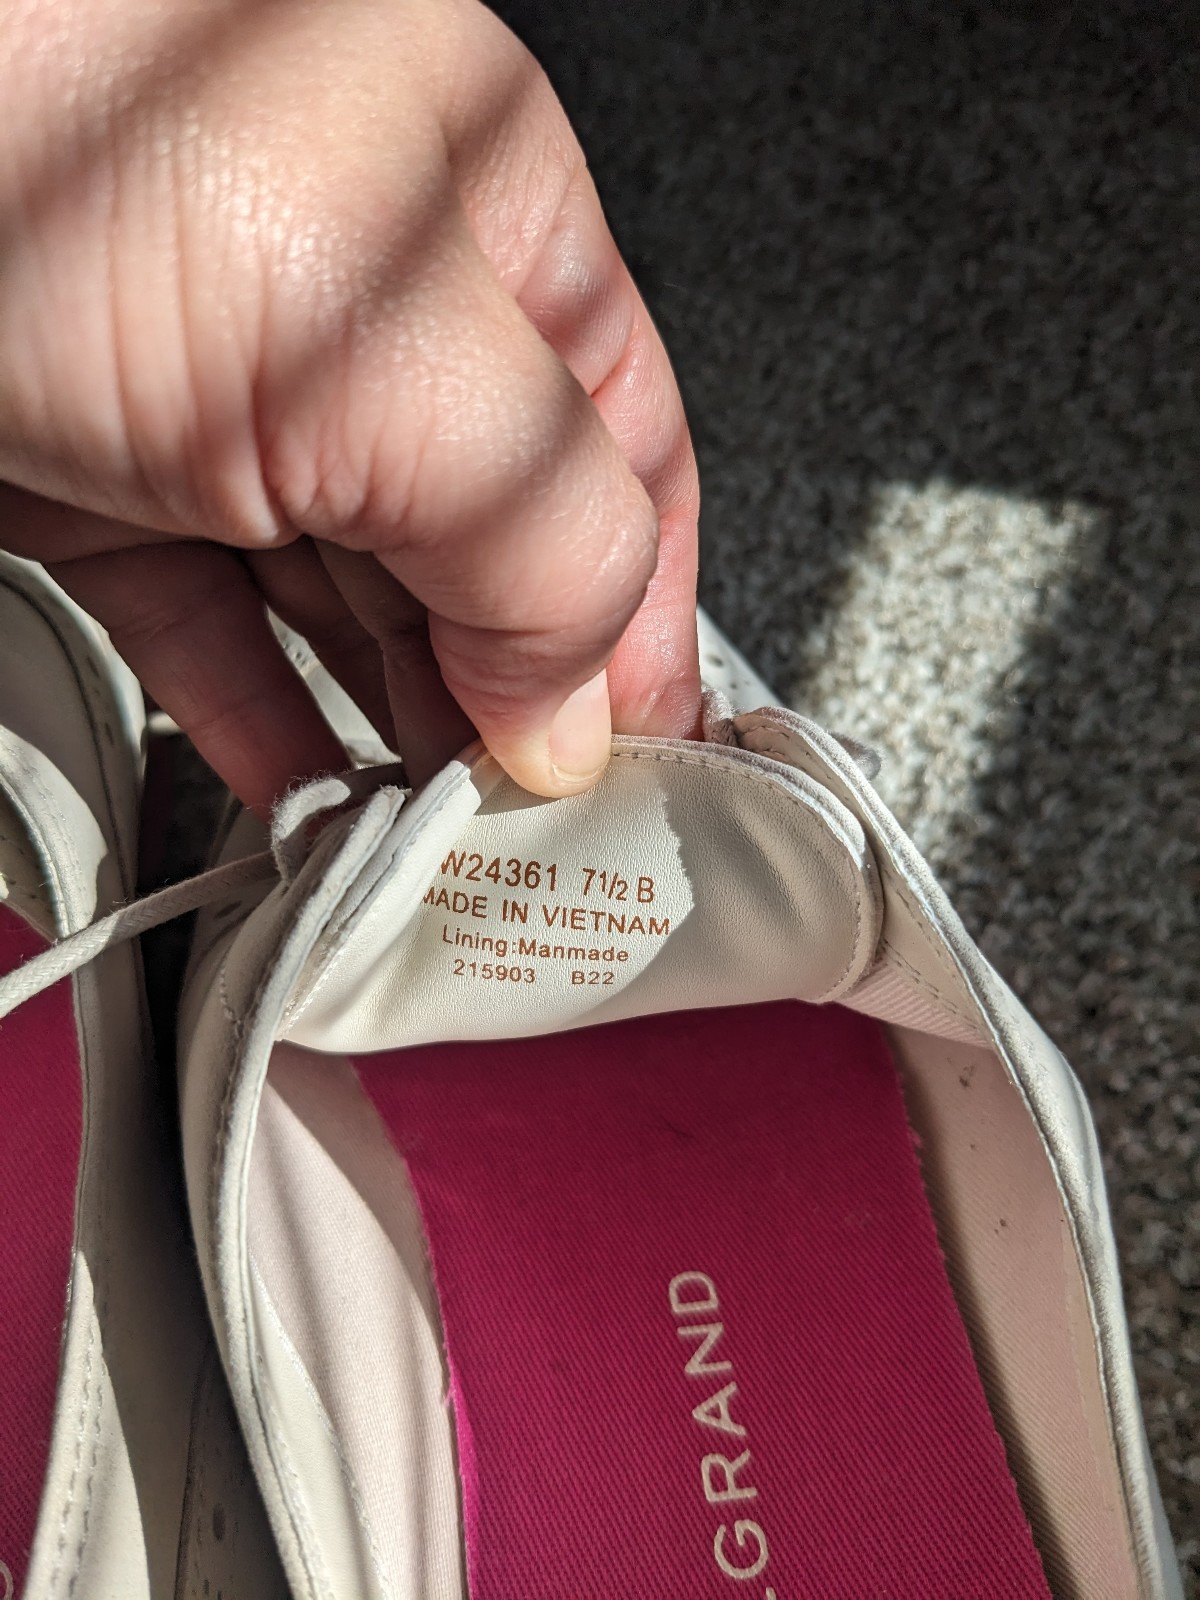 W24361 7½ B
MADE IN VIETNAM
Lining:Manmade
215903 B22
.GRAND